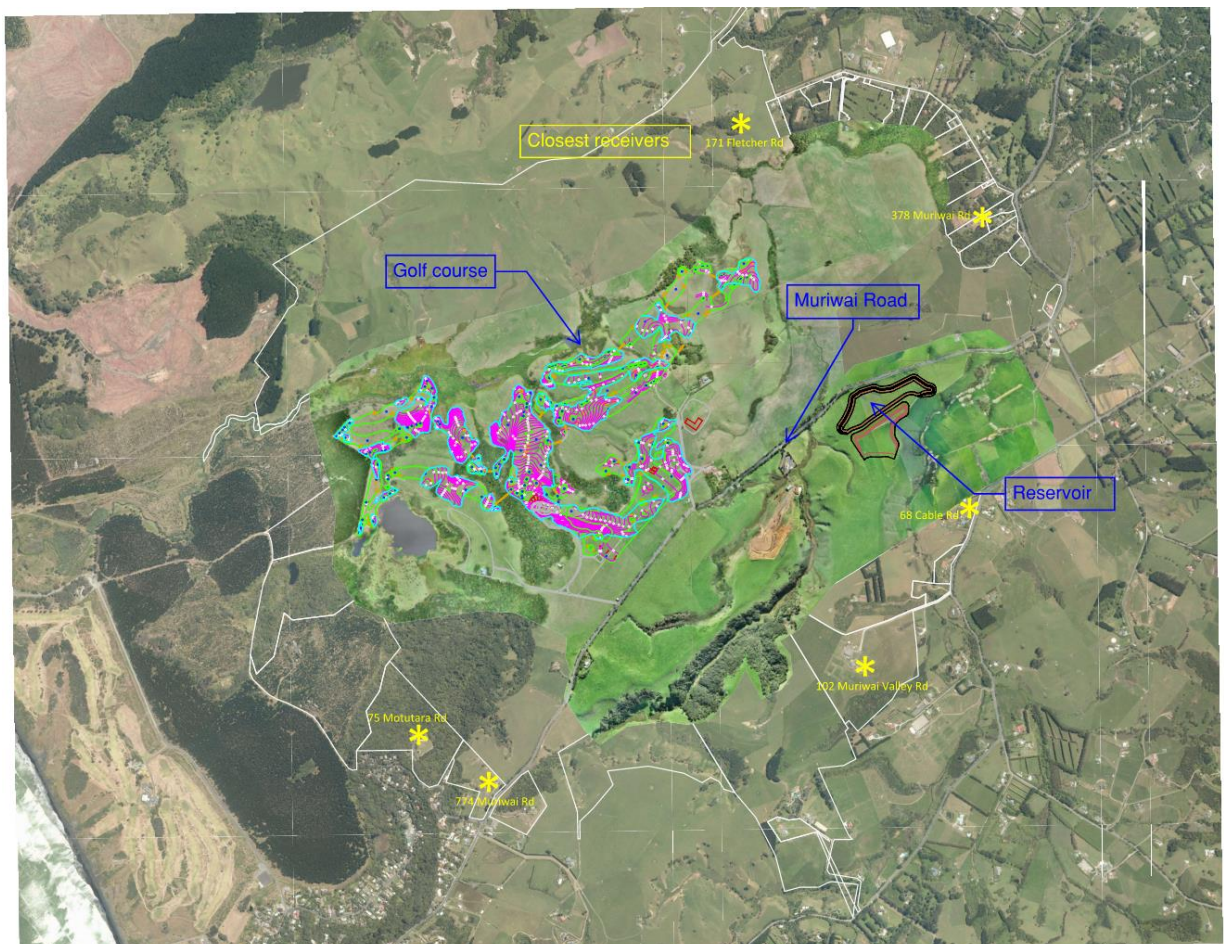 Closest receivers
171 Fletcher Rd
378 Muriwai Rd
Golf course
Muriwai Road
Reservoir
68 Cable Rd
102 Muriwai Valley Rd
75 Motutara Rd
774 Muriwai Rd